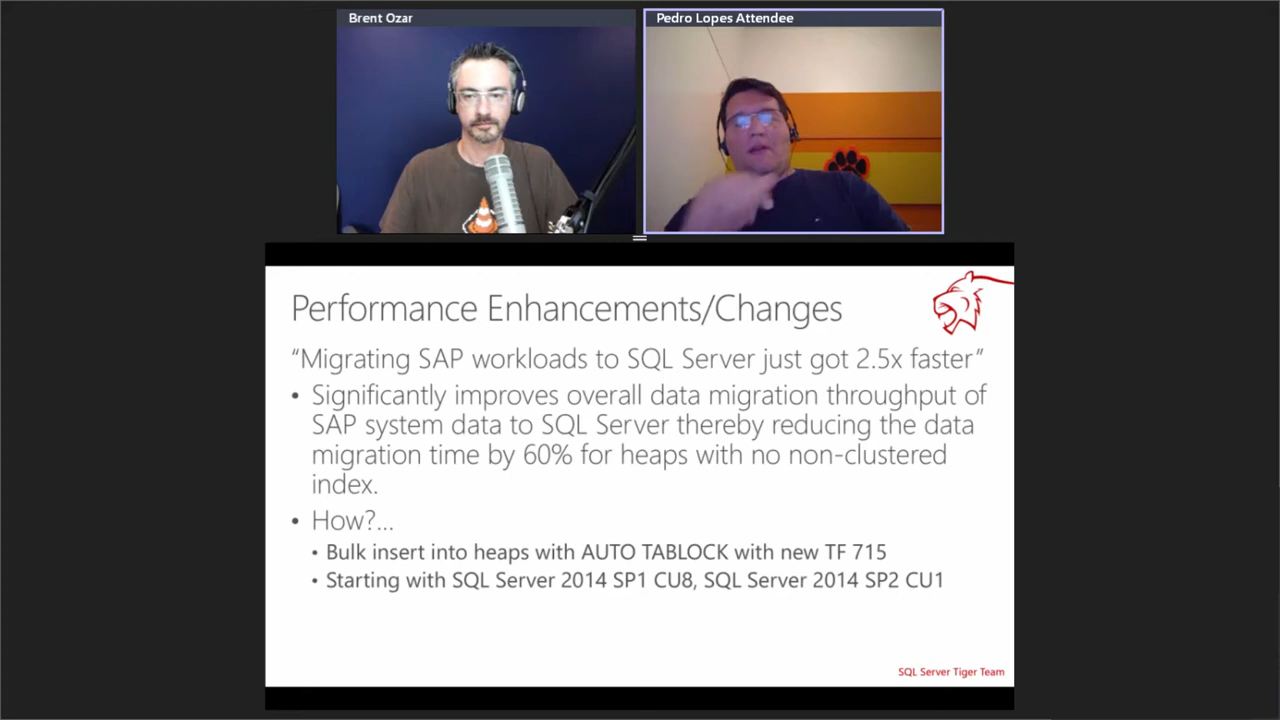 Brent Ozar
Pedro Lopes Attendee
Performance Enhancements/Changes
“Migrating SAP workloads to SQL Server just got 2.5x faster”
• Significantly improves overall data migration throughput of
SAP system data to SQL Server thereby reducing the data
migration time by 60% for heaps with no non-clustered
index.
• How?...
• Bulk insert into heaps with AUTO TABLOCK with new TF 715
• Starting with SQL Server 2014 SP1 CU8, SQL Server 2014 SP2 CU1
SQL Server Tiger Team